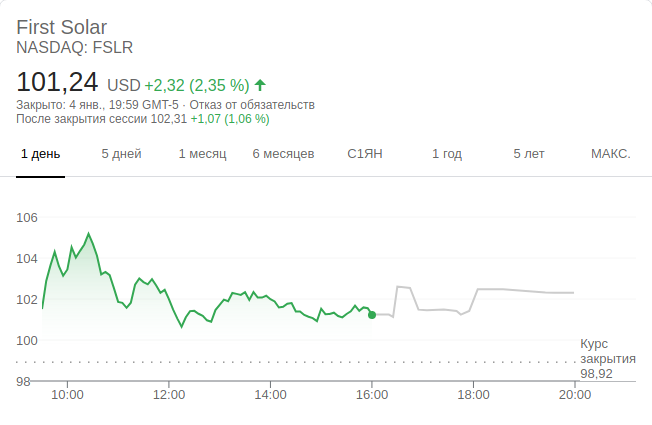 First Solar
NASDAQ: FSLR
101,24 USD +2,32 (2,35 %)
Закрыто: 4 янв., 19:59 GMT-5 · Отказ от обязательств
После закрытия сессии 102,31 +1,07 (1,06 %)
1 день 5 дней 1 месяц 6 месяцев С1ЯН 1 год 5 лет МАКС.
106
104
102
100
98
Курс
закрытия
98,92
10:00 12:00 14:00 16:00 18:00 20:00